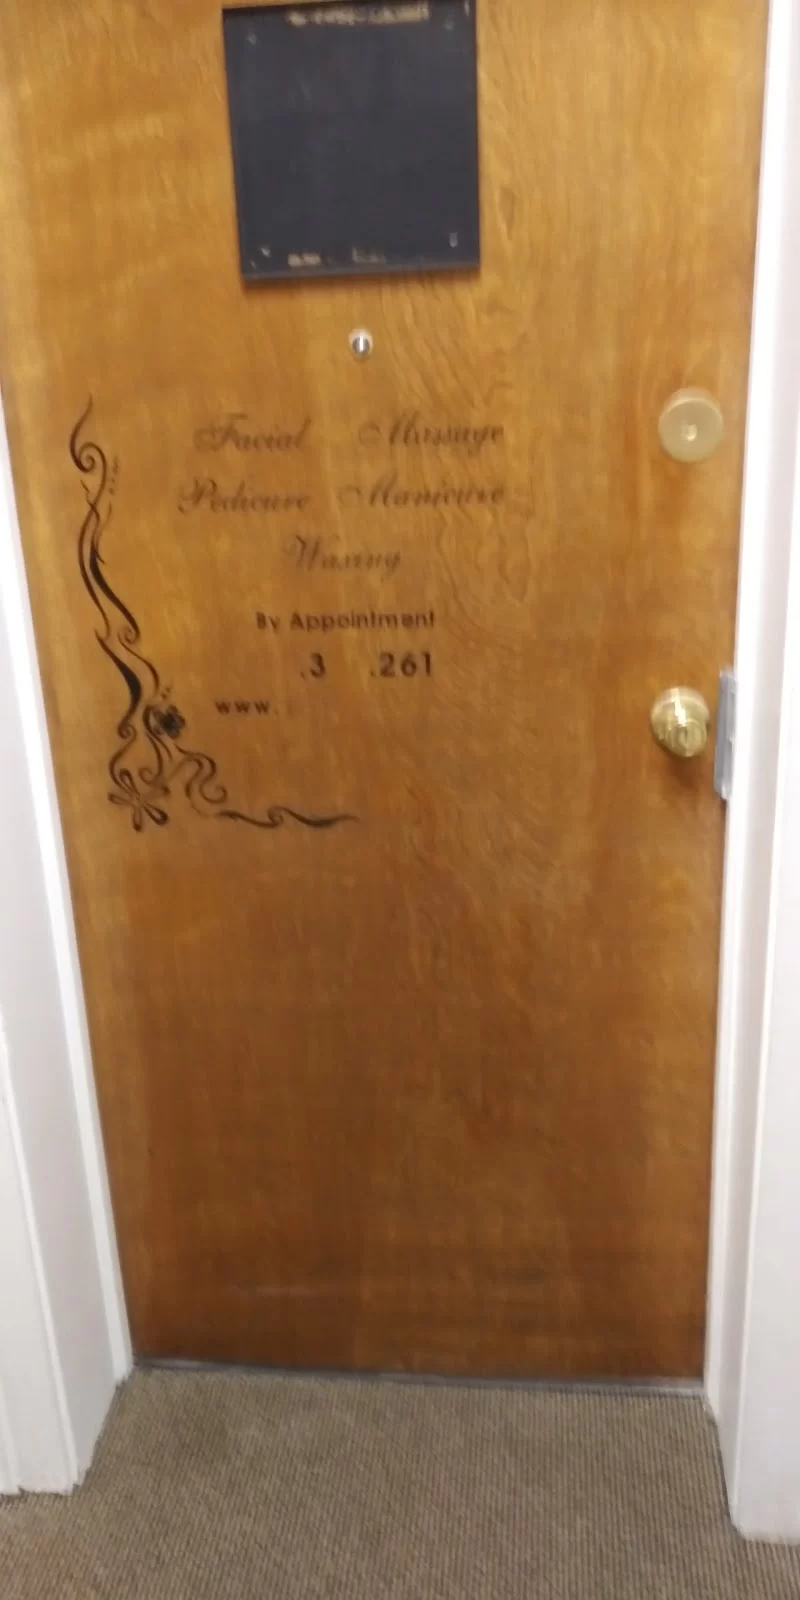 Facial Massage
Pedicure Manicure
Waxing
By Appointment
.3 .261
www.